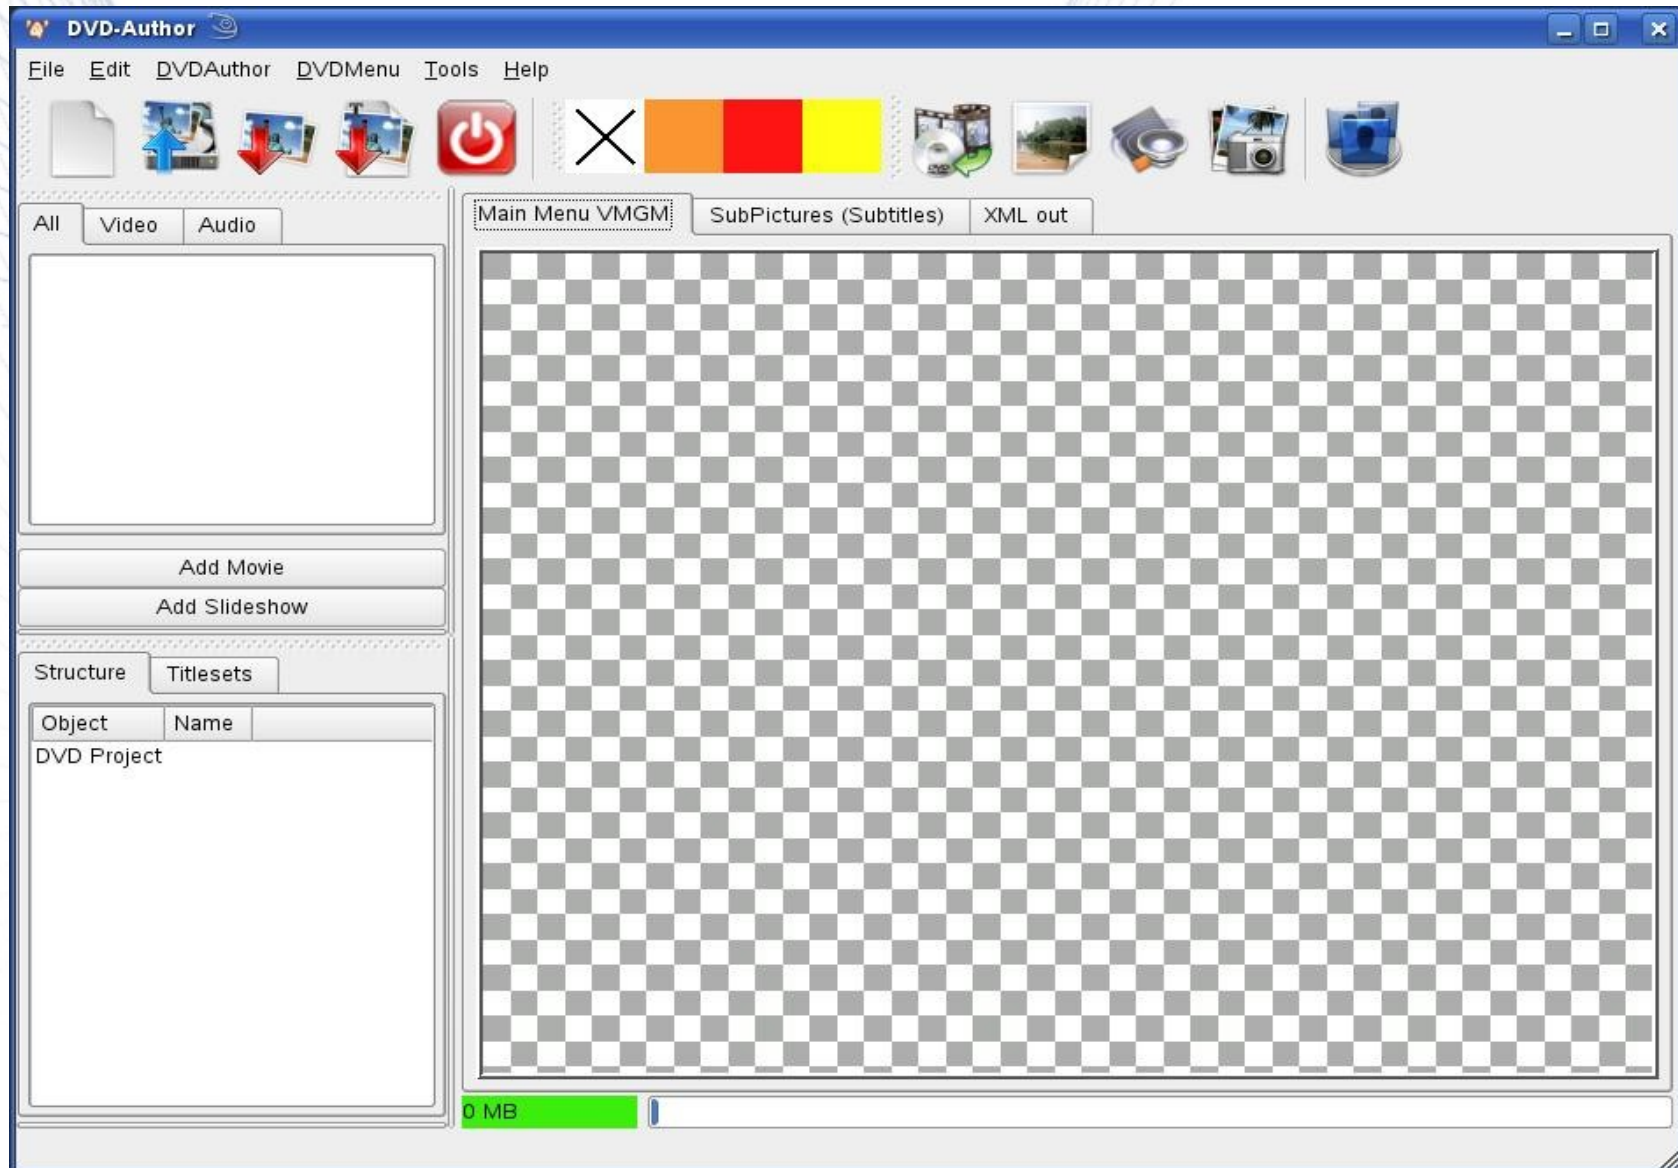 DVD-Author
File Edit DVDAuthor DVDMenu Tools Help
All Video Audio
Main Menu VMGM SubPictures (Subtitles) XML out
Add Movie
Add Slideshow
Structure Titlesets
Object Name
DVD Project
0 MB